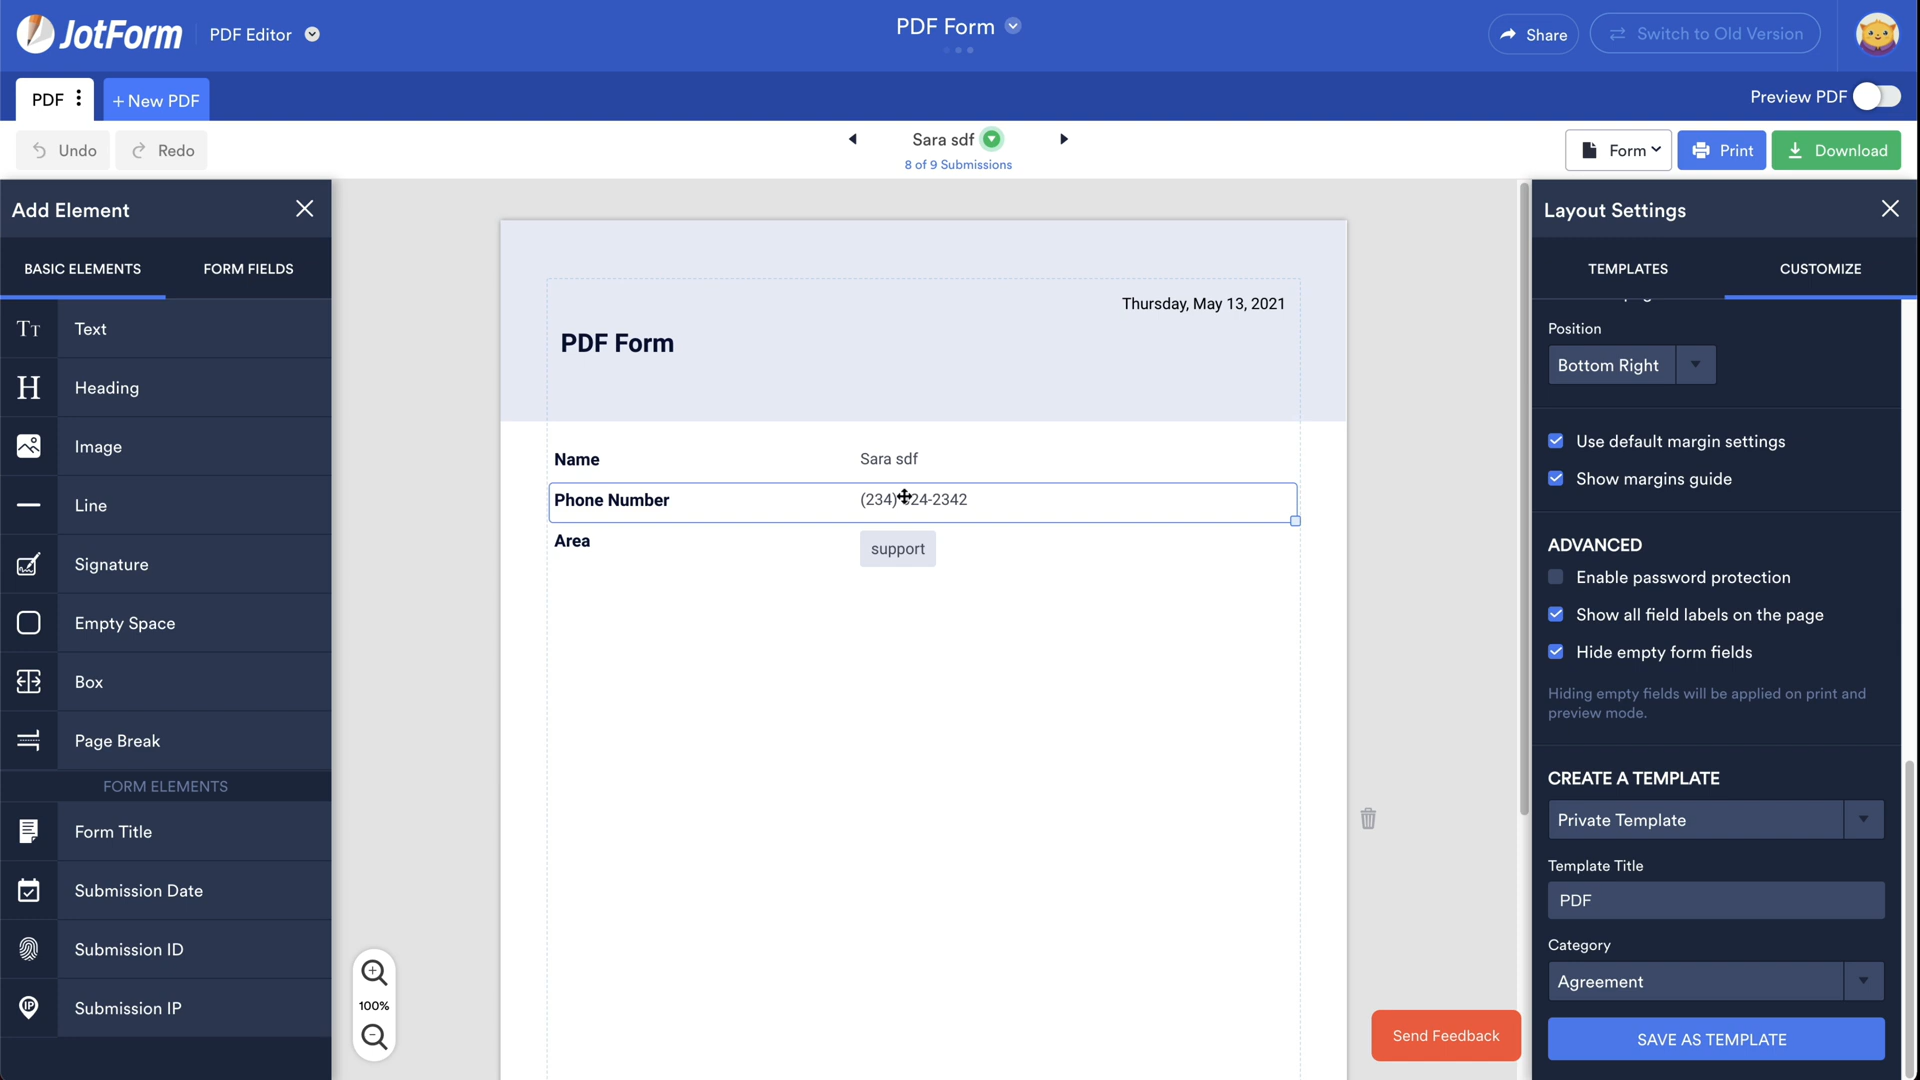 JotForm PDF Editor
PDF Form
Share
Switch to Old Version
PDF
+ New PDF
Preview PDF
Undo
Redo
Sara sdf
8 of 9 Submissions
Form
Print
Download
Add Element
BASIC ELEMENTS
FORM FIELDS
Text
Heading
Image
Line
Signature
Empty Space
Box
Page Break
FORM ELEMENTS
Form Title
Submission Date
Submission ID
IP
Submission IP
100%
Thursday, May 13, 2021
PDF Form
Name Sara sdf
Phone Number (234) 24-2342
Area support
Send Feedback
Layout Settings
TEMPLATES
CUSTOMIZE
Position
Bottom Right
Use default margin settings
Show margins guide
ADVANCED
Enable password protection
Show all field labels on the page
Hide empty form fields
Hiding empty fields will be applied on print and
preview mode.
CREATE A TEMPLATE
Private Template
Template Title
PDF
Category
Agreement
SAVE AS TEMPLATE